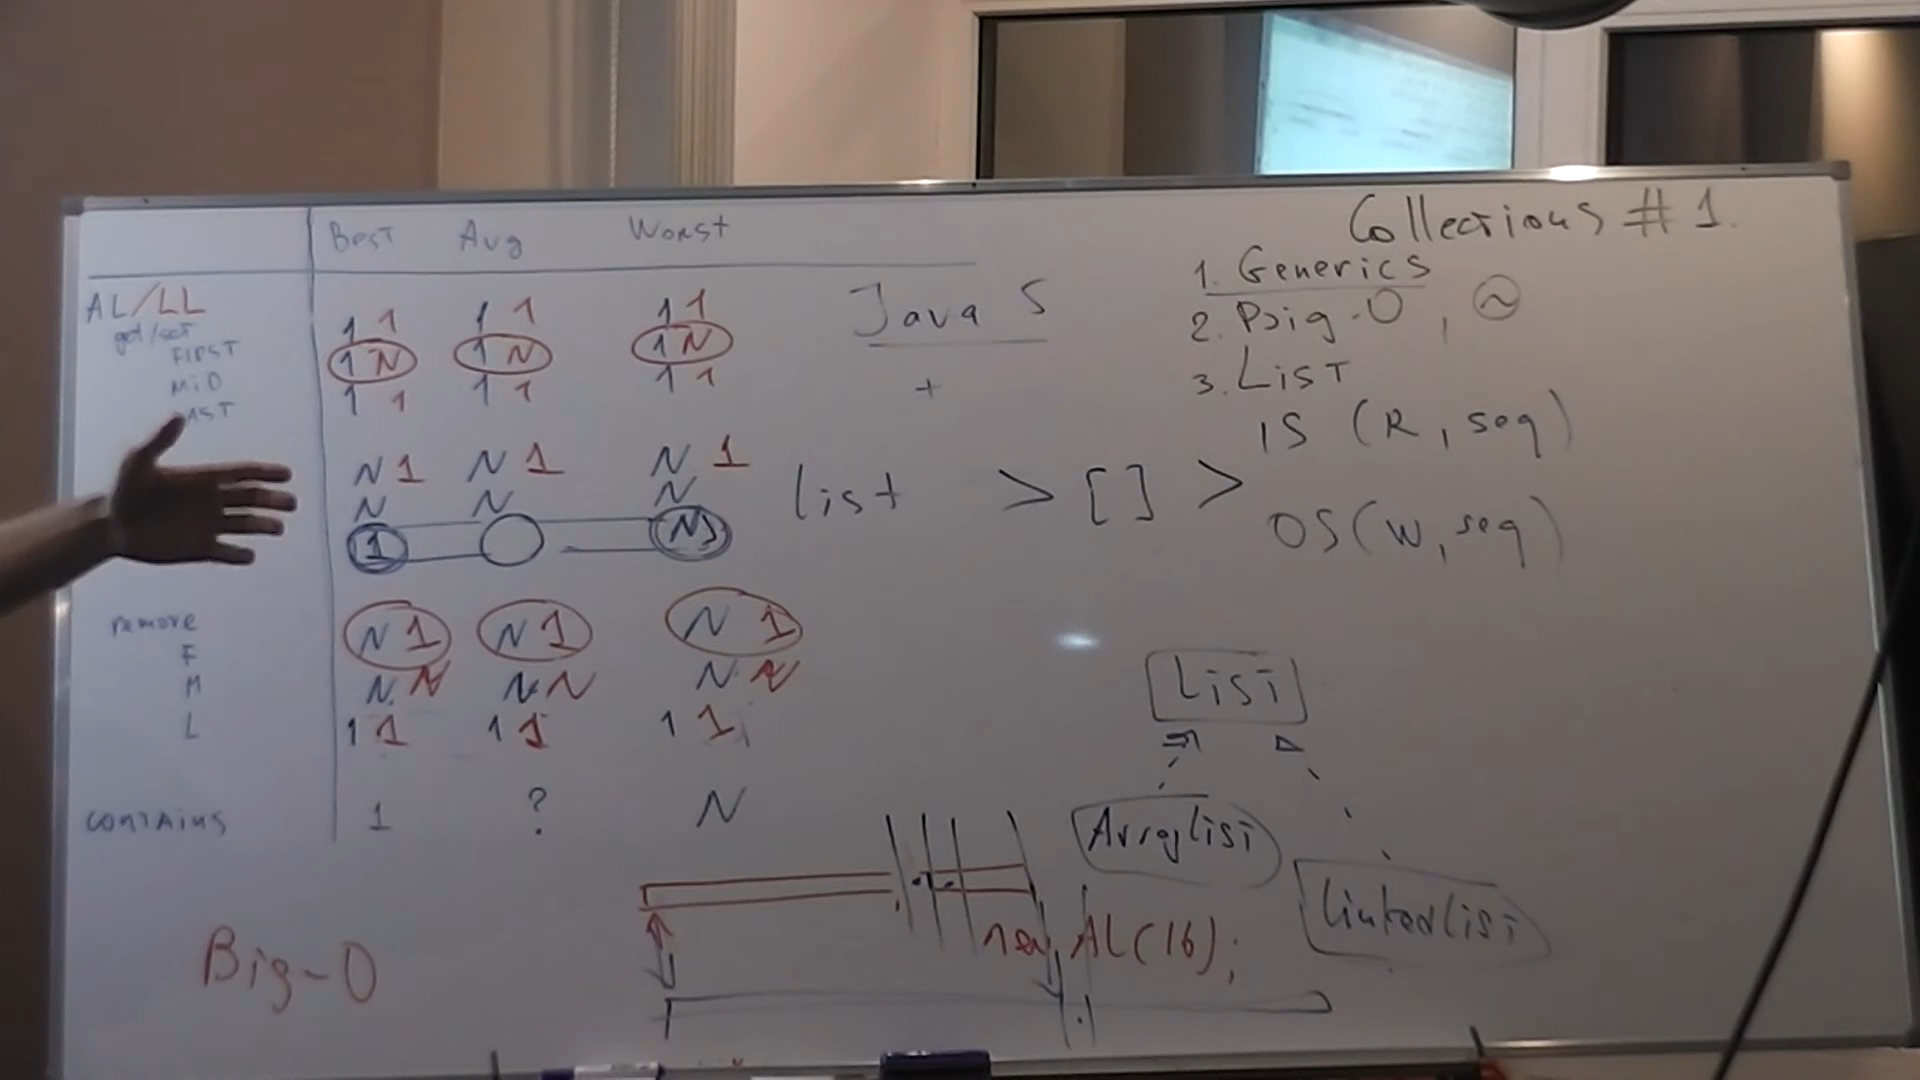 Best Avg Worst
AL/LL
get/set
FIRST
MiD
1 1 1 1 1 1
1 N 1 N 1 N
1 1 1 1 1 1
N 1 N 1 N 1
N N N
1 N
remove
F
M
L
N 1 N 1 N 1
N N N N N N
1 1 1 1 1 1
contains 1 ? N
Big-O
Java 5
+
list > [] >
Collections #1.
1. Generics
2. Big-O, ~
3. List
IS (R, seq)
OS (W, seq)
List
ArrayList
LinkedList
new AL(16);